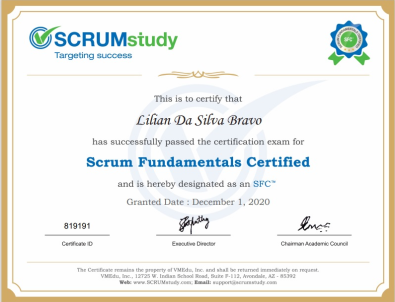 SCRUMstudy
Targeting success
SFC
This is to certify that
Lilian Da Silva Bravo
has successfully passed the certification exam for
Scrum Fundamentals Certified
and is hereby designated as an SFC™
Granted Date : December 1, 2020
819191
Certificate ID
Executive Director
Chairman Academic Council
The Certificate remains the property of VMEdu, Inc. and shall be returned immediately on request.
VMEdu, Inc., 12725 W. Indian School Road, Suite F-112, Avondale, AZ - 85392
Web: www.SCRUMstudy.com; Email: support@scrumstudy.com